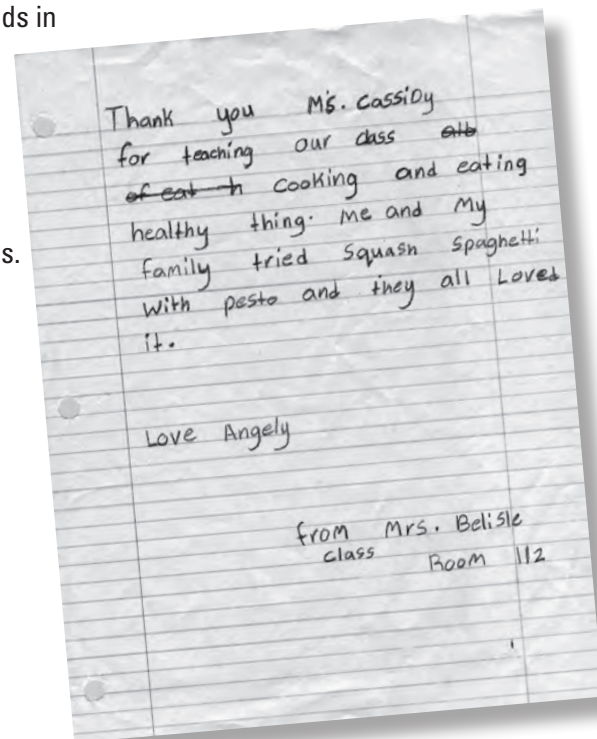 ds in
s.
Thank you Ms. Cassidy
for teaching our class
cooking and eating
healthy thing. Me and My
family tried Squash Spaghetti
with pesto and they all Loved
it.
Love Angely
from Mrs. Belisle
class
Room 112